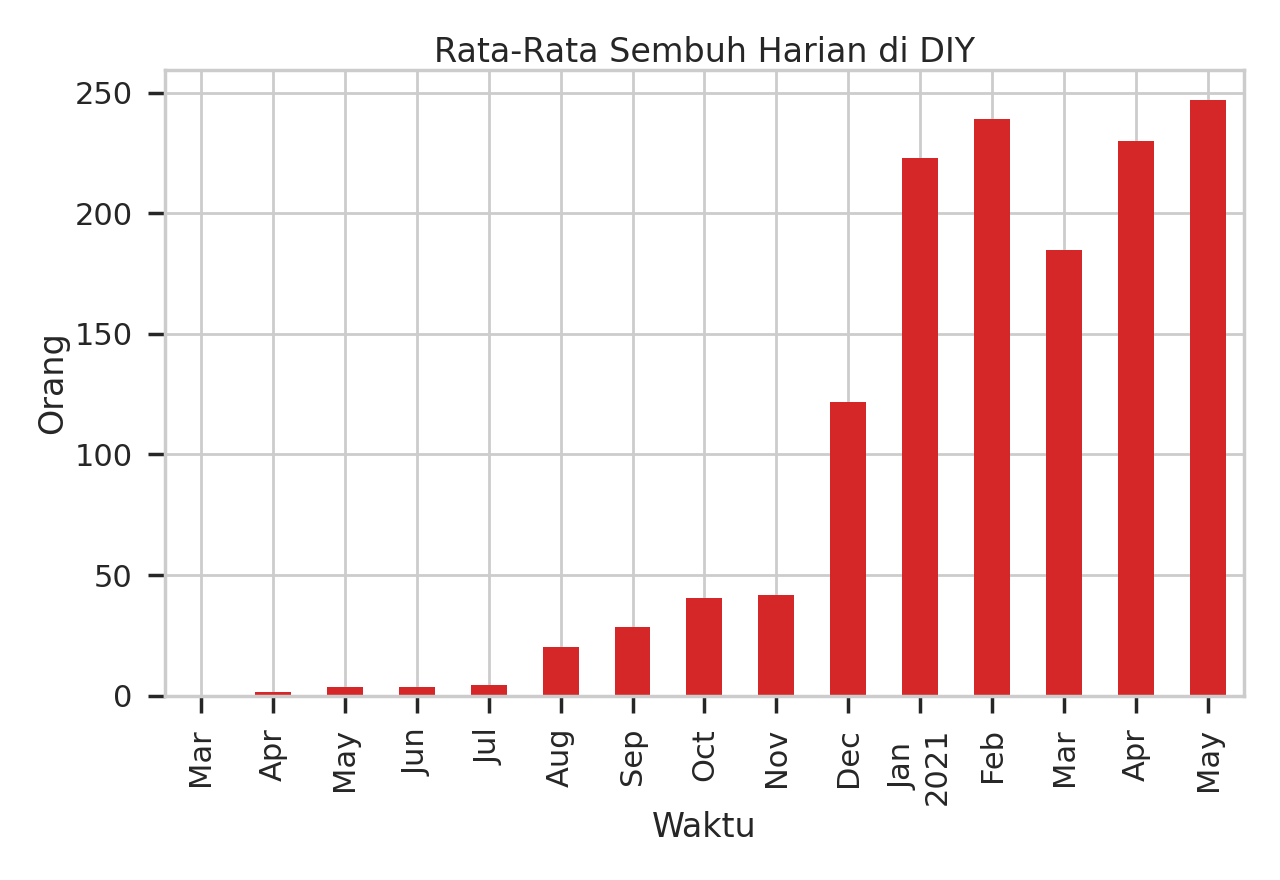 Rata-Rata Sembuh Harian di DIY
Orang
250
200
150
100
50
0
Mar
Apr
May
Jun
Jul
Aug
Sep
Oct
Nov
Dec
Jan
2021
Feb
Mar
Apr
May
Waktu